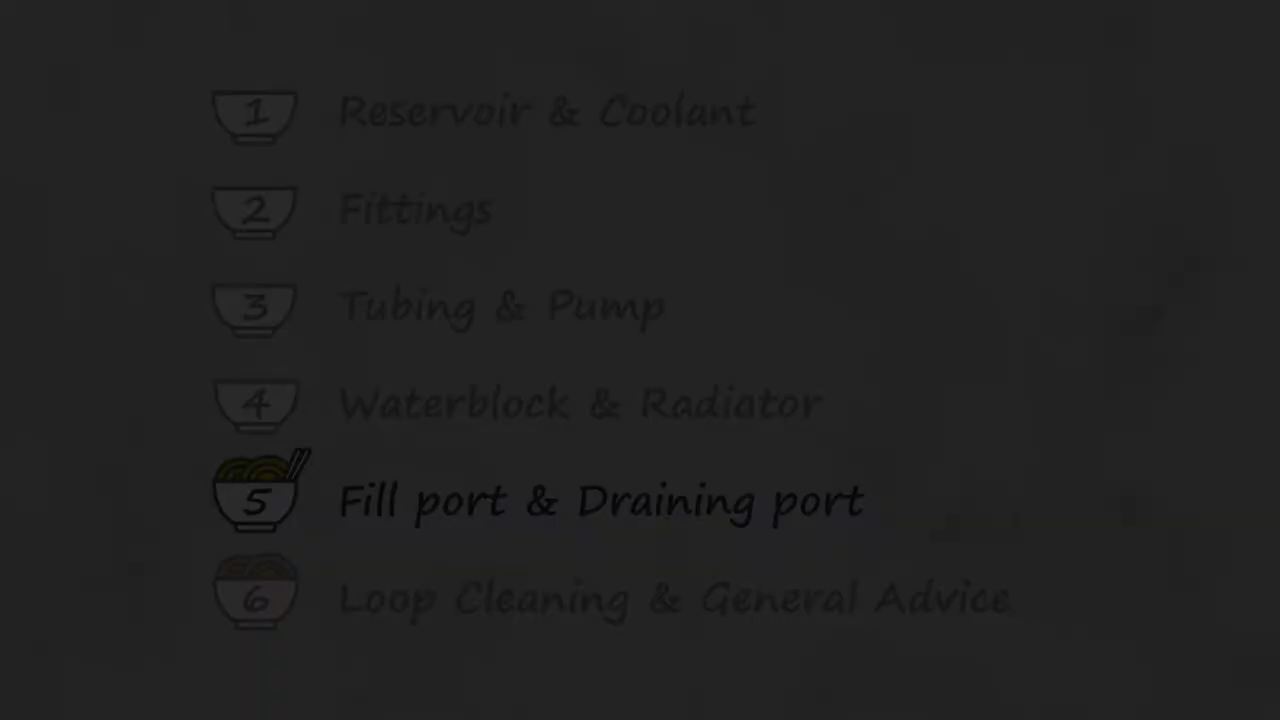 1 Reservoir & Coolant
2 Fittings
3 Tubing & Pump
4 Waterblock & Radiator
5 Fill port & Draining port
6 Loop Cleaning & General Advice